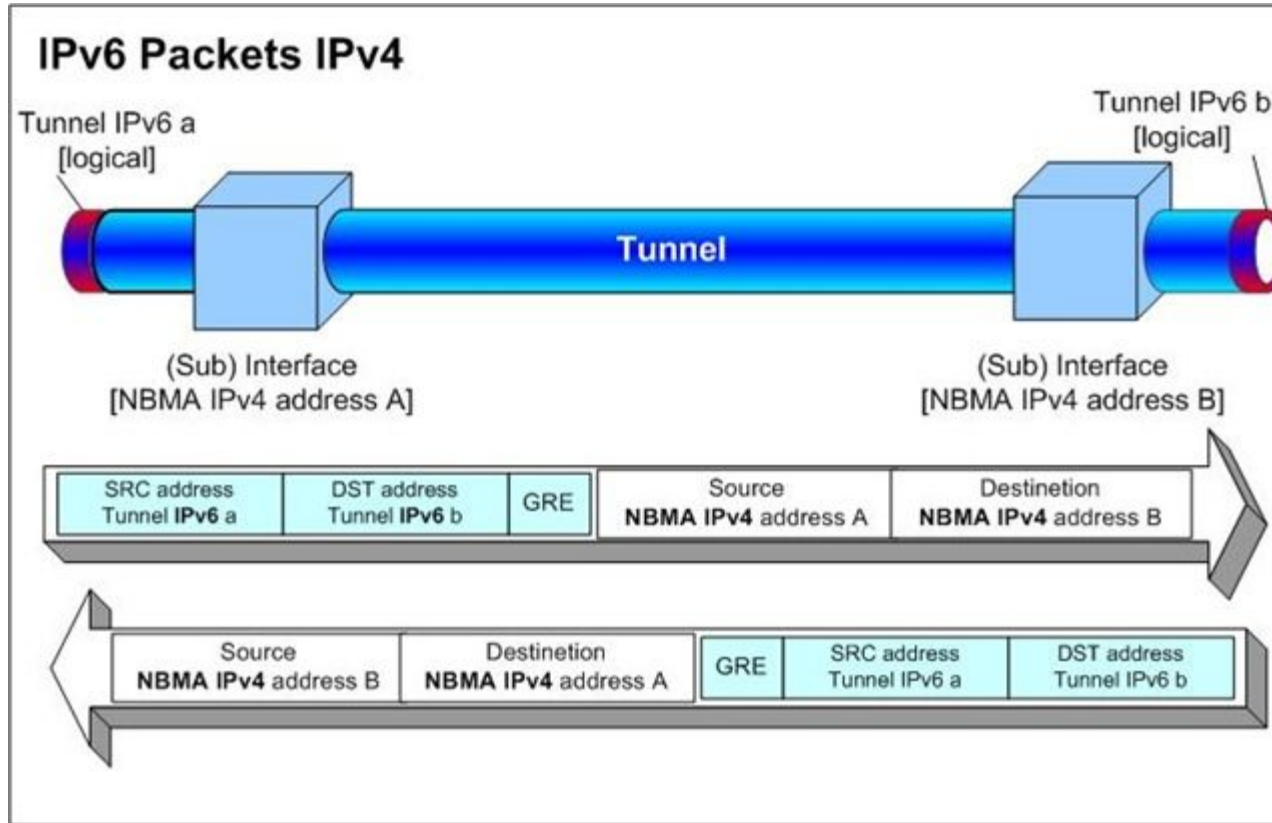 IPv6 Packets IPv4
Tunnel IPv6 a
[logical]
Tunnel IPv6 b
[logical]
Tunnel
(Sub) Interface
[NBMA IPv4 address A]
(Sub) Interface
[NBMA IPv4 address B]
SRC address
Tunnel IPv6 a
DST address
Tunnel IPv6 b
GRE
Source
NBMA IPv4 address A
Destinetion
NBMA IPv4 address B
Source
NBMA IPv4 address B
Destinetion
NBMA IPv4 address A
GRE
SRC address
Tunnel IPv6 a
DST address
Tunnel IPv6 b